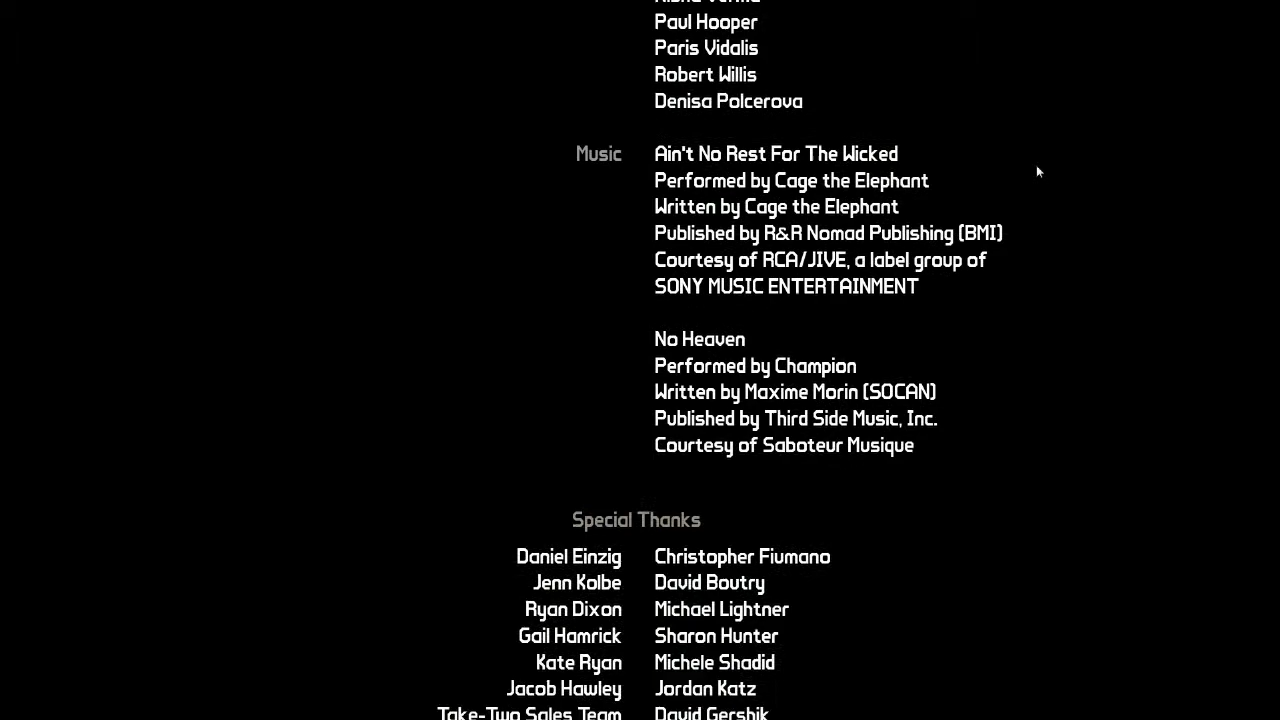 Paul Hooper
Paris Vidalis
Robert Willis
Denisa Polcerova
Music Ain't No Rest For The Wicked
Performed by Cage the Elephant
Written by Cage the Elephant
Published by R&R Nomad Publishing (BMI)
Courtesy of RCA/JIVE, a label group of
SONY MUSIC ENTERTAINMENT
No Heaven
Performed by Champion
Written by Maxime Morin (SOCAN)
Published by Third Side Music, Inc.
Courtesy of Saboteur Musique
Special Thanks
Daniel Einzig Christopher Fiumano
Jenn Kolbe David Boutry
Ryan Dixon Michael Lightner
Gail Hamrick Sharon Hunter
Kate Ryan Michele Shadid
Jacob Hawley Jordan Katz
Take-Two Sales Team David Gershik